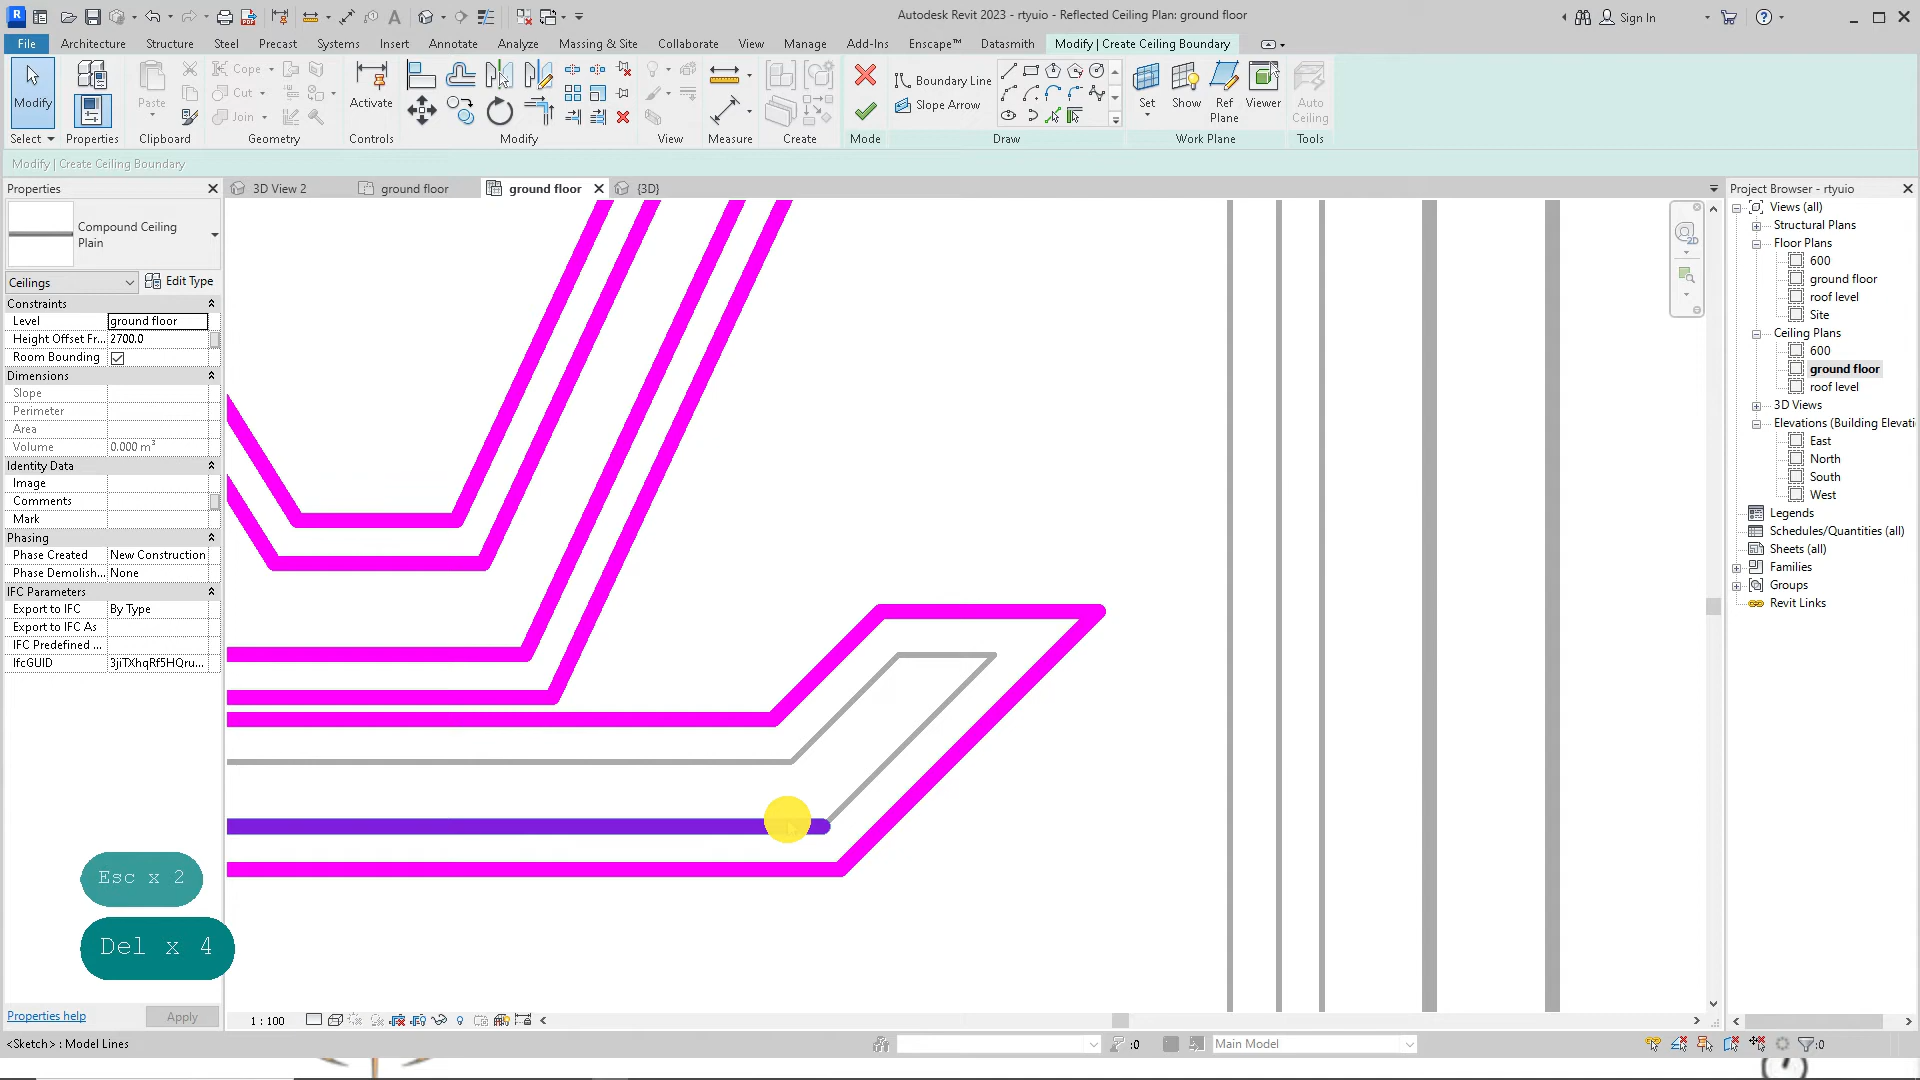 Autodesk Revit 2023 - rtyuio - Reflected Ceiling Plan: ground floor
Sign In
File
Architecture
Structure
Steel
Precast
Systems
Insert
Annotate
Analyze
Massing & Site
Collaborate
View
Manage
Add-Ins
Enscape™
Datasmith
Modify | Create Ceiling Boundary
Modify
Select
Properties
Paste
Clipboard
Cope
Cut
Join
Geometry
Activate
Controls
Modify
View
Measure
Create
Mode
Boundary Line
Slope Arrow
Draw
Set
Show
Ref Plane
Viewer
Work Plane
Auto Ceiling
Tools
Modify | Create Ceiling Boundary
Properties
3D View 2
ground floor
ground floor
{3D}
Project Browser - rtyuio
Compound Ceiling
Plain
Ceilings
Edit Type
Constraints
Level
ground floor
Height Offset Fr...
2700.0
Room Bounding
Dimensions
Slope
Perimeter
Area
Volume
0.000 m³
Identity Data
Image
Comments
Mark
Phasing
Phase Created
New Construction
Phase Demolish...
None
IFC Parameters
Export to IFC
By Type
Export to IFC As
IFC Predefined ...
IfcGUID
3jiTXhqRf5HQru...
Views (all)
Structural Plans
Floor Plans
600
ground floor
roof level
Site
Ceiling Plans
600
ground floor
roof level
3D Views
Elevations (Building Elevati
East
North
South
West
Legends
Schedules/Quantities (all)
Sheets (all)
Families
Groups
Revit Links
Esc x 2
Del x 4
Properties help
Apply
1 : 100
<Sketch> : Model Lines
:0
Main Model
:0